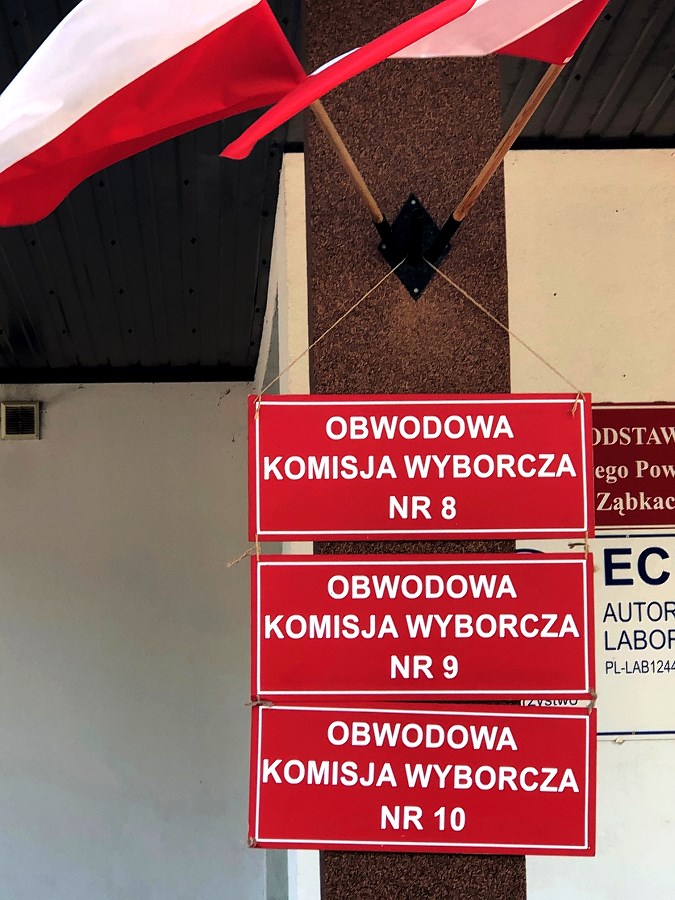 OBWODOWA
KOMISJA WYBORCZA
NR 8
OBWODOWA
KOMISJA WYBORCZA
NR 9
OBWODOWA
KOMISJA WYBORCZA
NR 10
ODSTAW
ego Pow
Ząbkac
EC
AUTOR
LABOR
PL-LAB1244